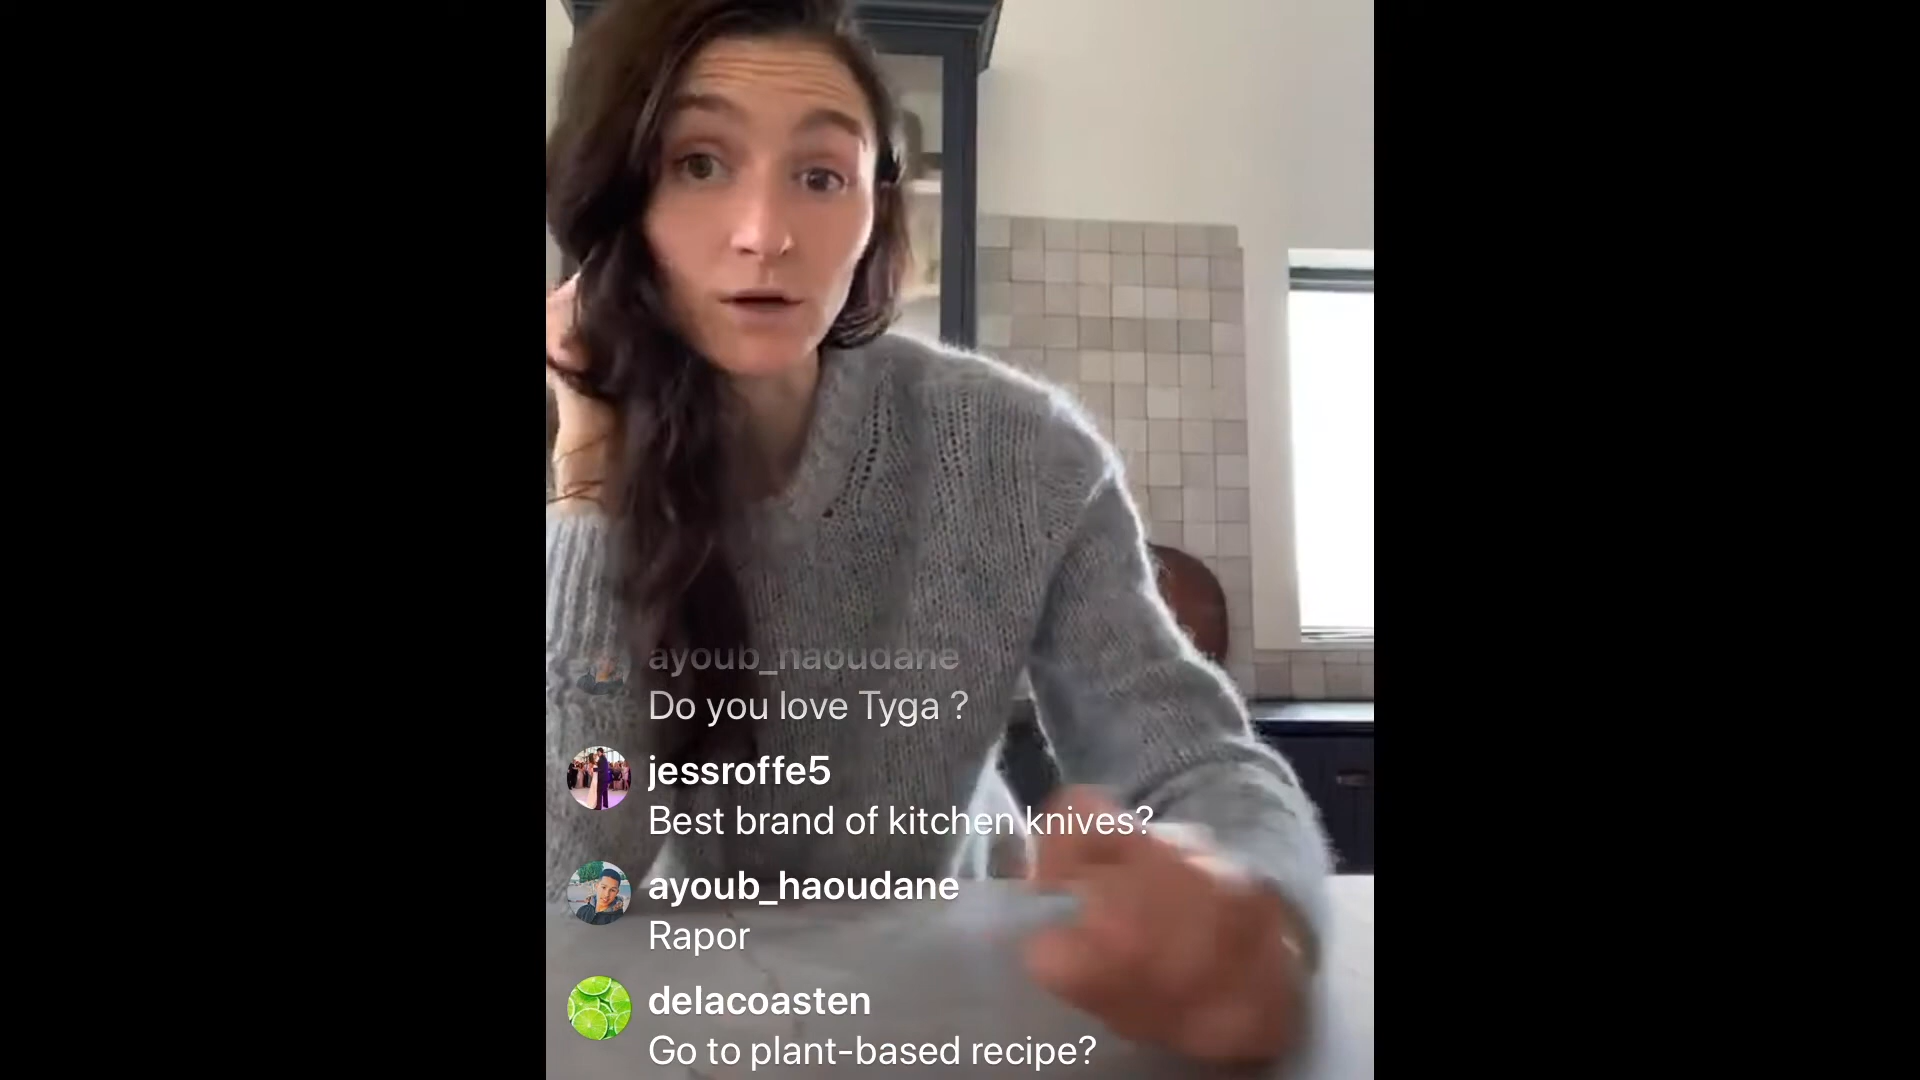 ayoub_haoudane
Do you love Tyga ?
jessroffe5
Best brand of kitchen knives?
ayoub_haoudane
Rapor
delacoasten
Go to plant-based recipe?